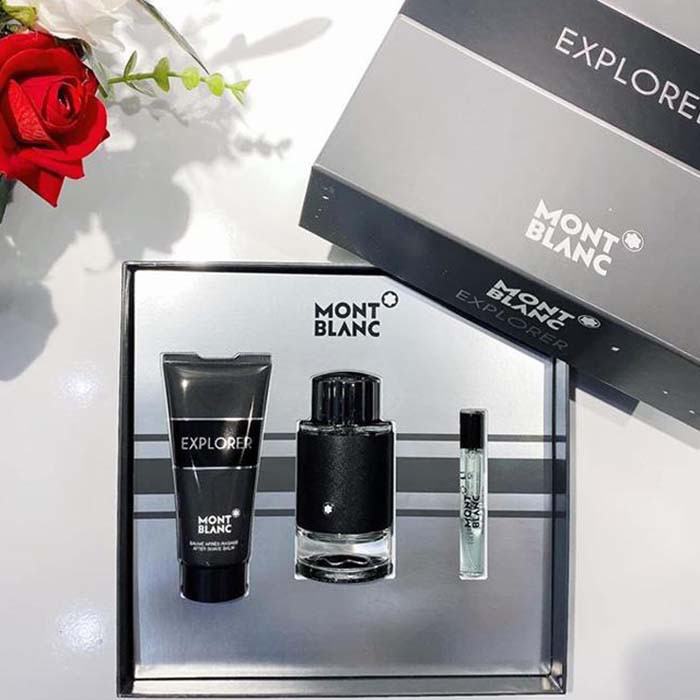 EXPLORER
MONT
BLANC
MONT
BLANC
EXPLORER
MONT
BLANC
EXPLORER
MONT
BLANC
BAUME APRÈS-RASAGE
AFTER SHAVE BALM
MONT
BLANC